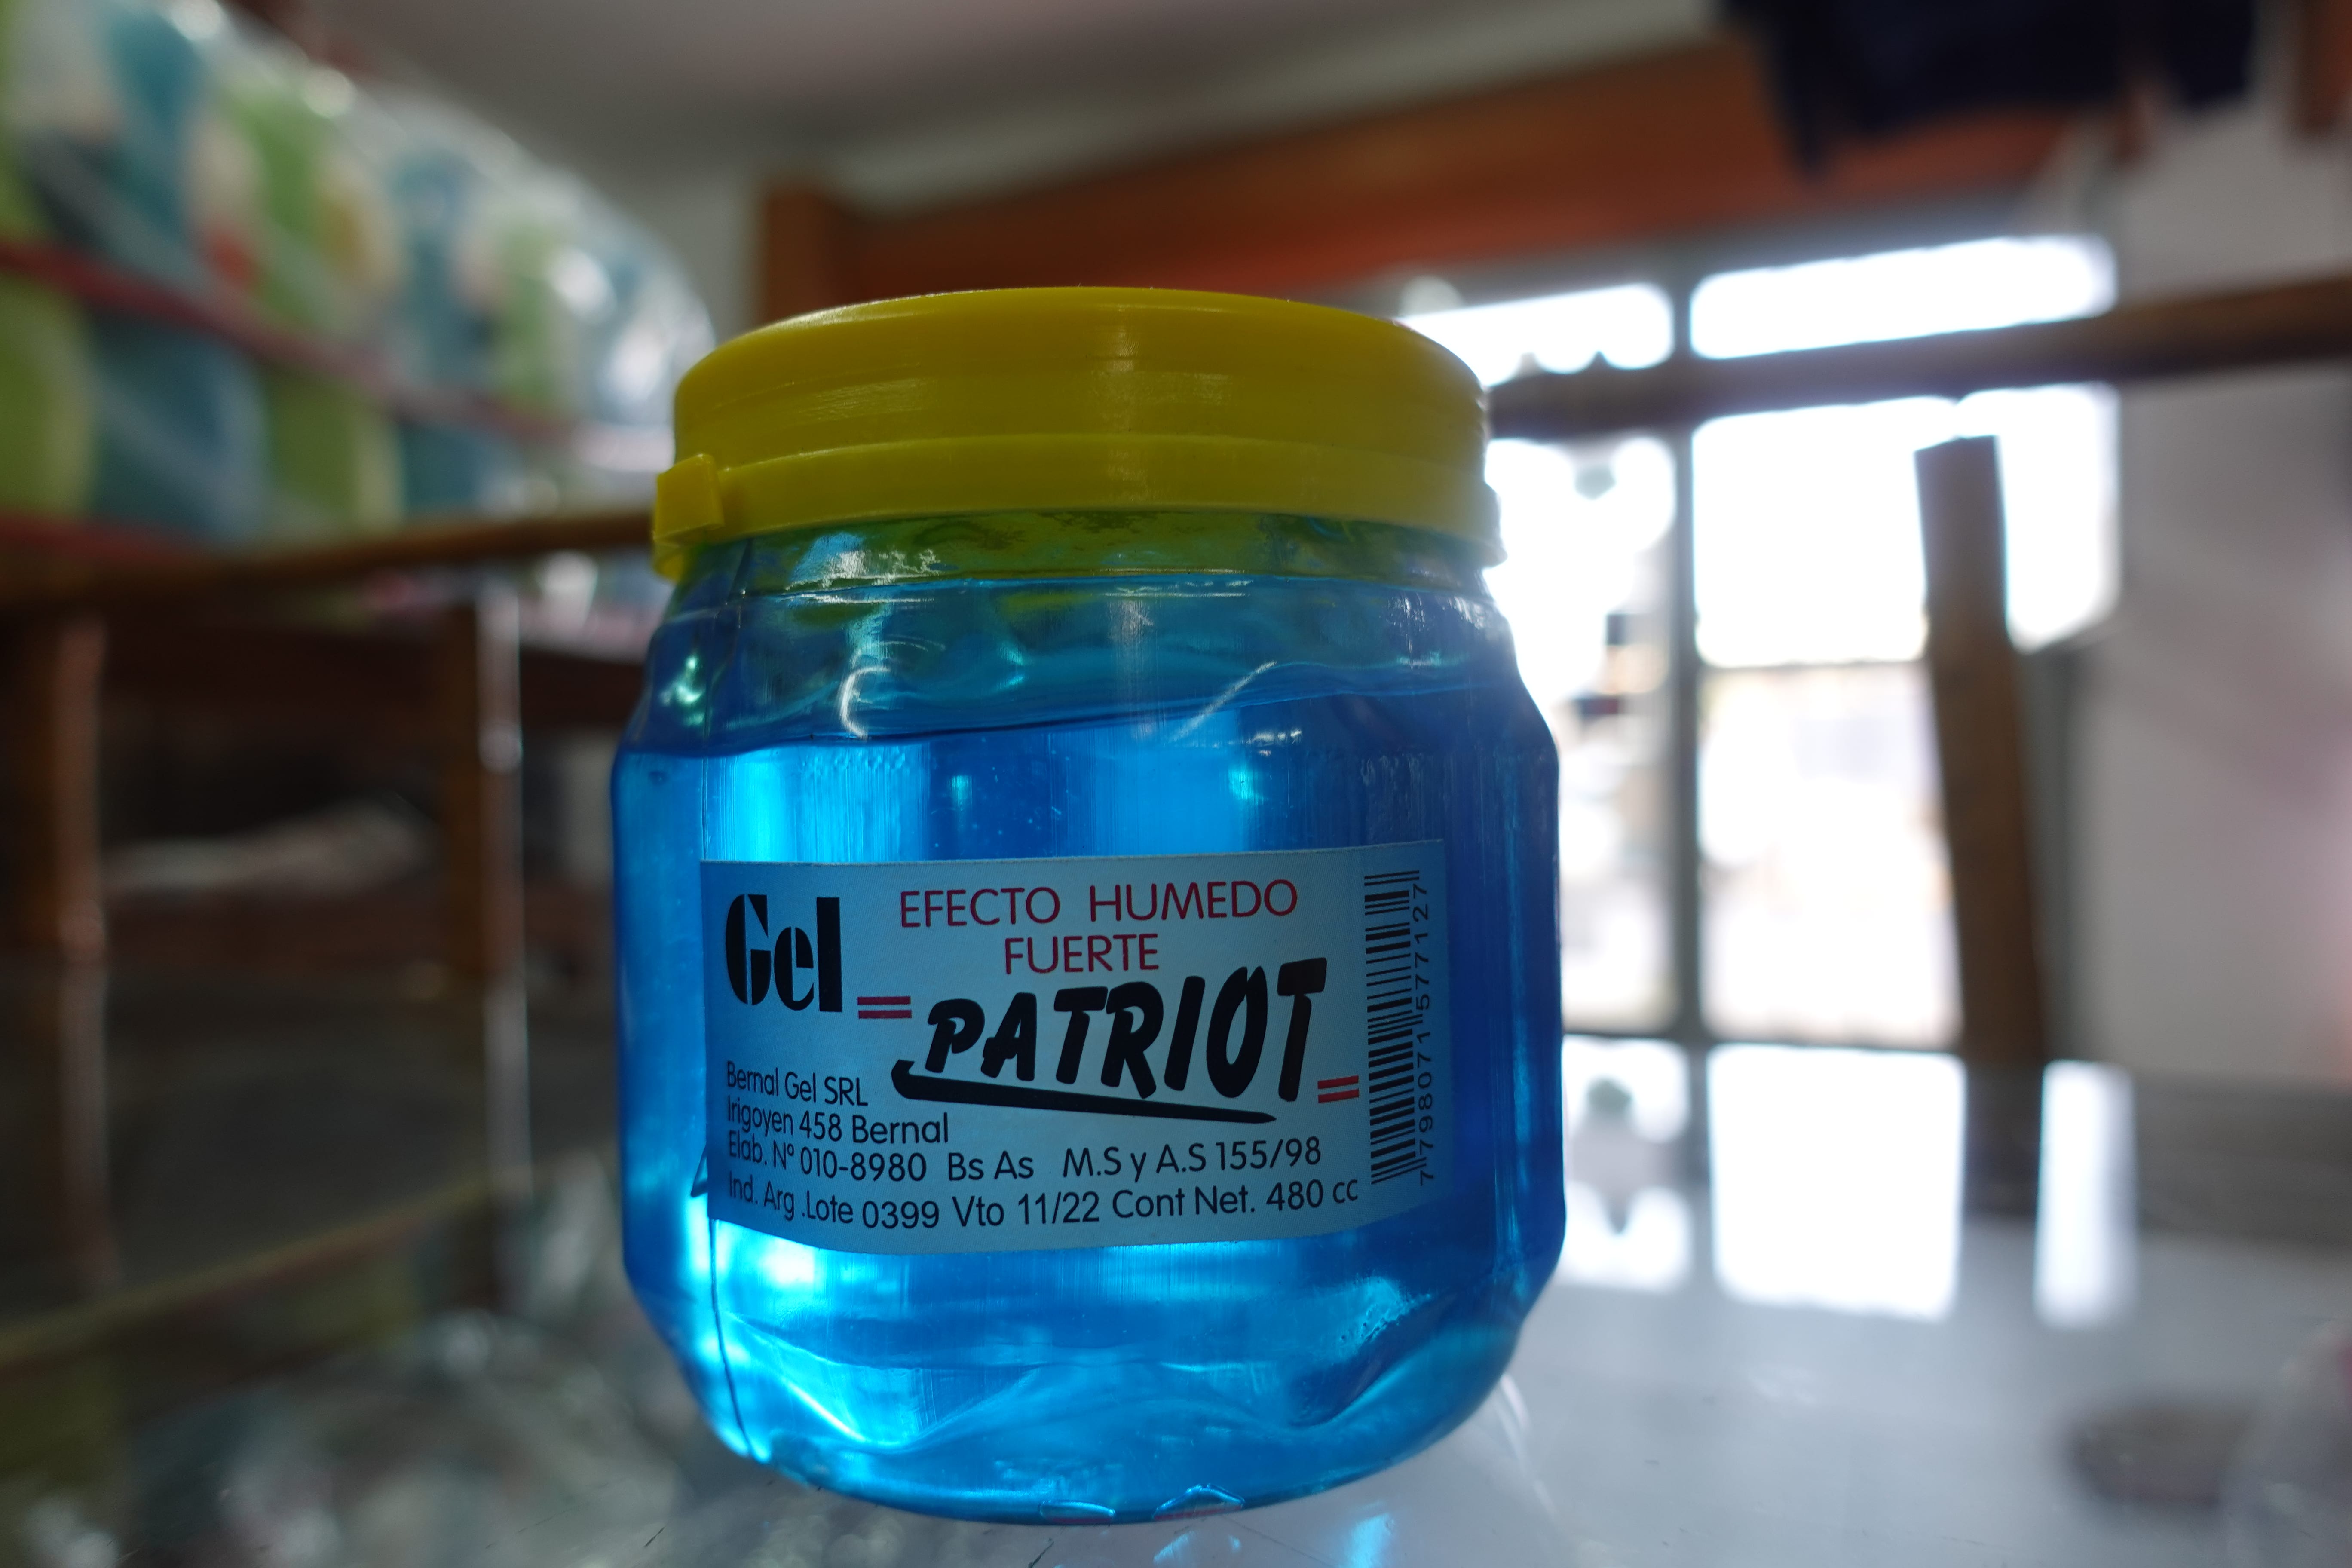 Gel
EFECTO HUMEDO
FUERTE
PATRIOT
Bernal Gel SRL
Irigoyen 458 Bernal
Elab. Nº 010-8980 Bs As M.S y A.S 155/98
Ind. Arg .Lote 0399 Vto 11/22 Cont Net. 480 cc
7798071577127